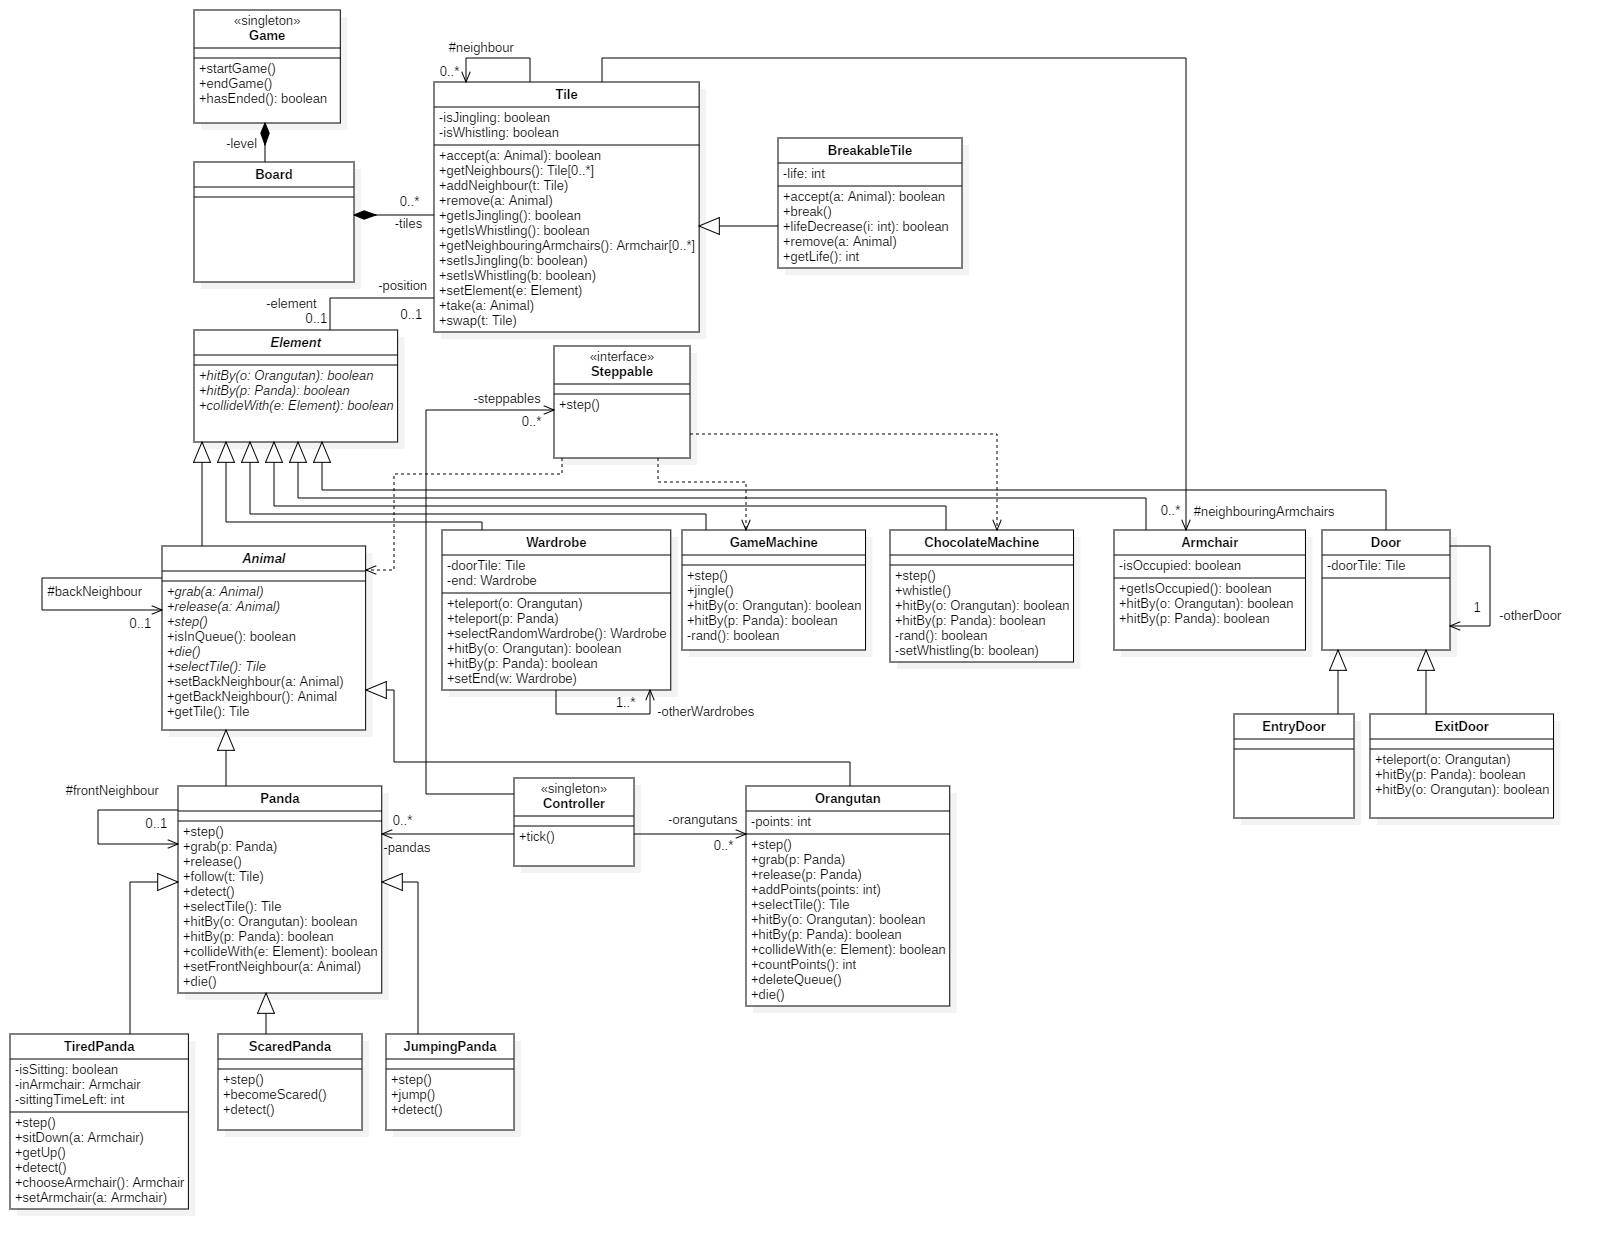 «singleton»
Game
+startGame()
+endGame()
+hasEnded(): boolean
-level
Board
0..*
-tiles
#neighbour
0..*
Tile
-isJingling: boolean
-isWhistling: boolean
+accept(a: Animal): boolean
+getNeighbours(): Tile[0..*]
+addNeighbour(t: Tile)
+remove(a: Animal)
+getIsJingling(): boolean
+getIsWhistling(): boolean
+getNeighbouringArmchairs(): Armchair[0..*]
+setIsJingling(b: boolean)
+setIsWhistling(b: boolean)
+setElement(e: Element)
+take(a: Animal)
+swap(t: Tile)
BreakableTile
-life: int
+accept(a: Animal): boolean
+break()
+lifeDecrease(i: int): boolean
+remove(a: Animal)
+getLife(): int
-position
0..1
-element
0..1
Element
+hitBy(o: Orangutan): boolean
+hitBy(p: Panda): boolean
+collideWith(e: Element): boolean
«interface»
Steppable
+step()
-steppables
0..*
0..*
#neighbouringArmchairs
Animal
+grab(a: Animal)
+release(a: Animal)
+step()
+isInQueue(): boolean
+die()
+selectTile(): Tile
+setBackNeighbour(a: Animal)
+getBackNeighbour(): Animal
+getTile(): Tile
#backNeighbour
0..1
Wardrobe
-doorTile: Tile
-end: Wardrobe
+teleport(o: Orangutan)
+teleport(p: Panda)
+selectRandomWardrobe(): Wardrobe
+hitBy(o: Orangutan): boolean
+hitBy(p: Panda): boolean
+setEnd(w: Wardrobe)
1..*
-otherWardrobes
GameMachine
+step()
+jingle()
+hitBy(o: Orangutan): boolean
+hitBy(p: Panda): boolean
-rand(): boolean
ChocolateMachine
+step()
+whistle()
+hitBy(o: Orangutan): boolean
+hitBy(p: Panda): boolean
-rand(): boolean
-setWhistling(b: boolean)
Armchair
-isOccupied: boolean
+getIsOccupied(): boolean
+hitBy(o: Orangutan): boolean
+hitBy(p: Panda): boolean
Door
-doorTile: Tile
1
-otherDoor
EntryDoor
ExitDoor
+teleport(o: Orangutan)
+hitBy(p: Panda): boolean
+hitBy(o: Orangutan): boolean
#frontNeighbour
0..1
Panda
+step()
+grab(p: Panda)
+release()
+follow(t: Tile)
+detect()
+selectTile(): Tile
+hitBy(o: Orangutan): boolean
+hitBy(p: Panda): boolean
+collideWith(e: Element): boolean
+setFrontNeighbour(a: Animal)
+die()
0..*
-pandas
«singleton»
Controller
+tick()
-orangutans
0..*
Orangutan
-points: int
+step()
+grab(p: Panda)
+release(p: Panda)
+addPoints(points: int)
+selectTile(): Tile
+hitBy(o: Orangutan): boolean
+hitBy(p: Panda): boolean
+collideWith(e: Element): boolean
+countPoints(): int
+deleteQueue()
+die()
TiredPanda
-isSitting: boolean
-inArmchair: Armchair
-sittingTimeLeft: int
+step()
+sitDown(a: Armchair)
+getUp()
+detect()
+chooseArmchair(): Armchair
+setArmchair(a: Armchair)
ScaredPanda
+step()
+becomeScared()
+detect()
JumpingPanda
+step()
+jump()
+detect()